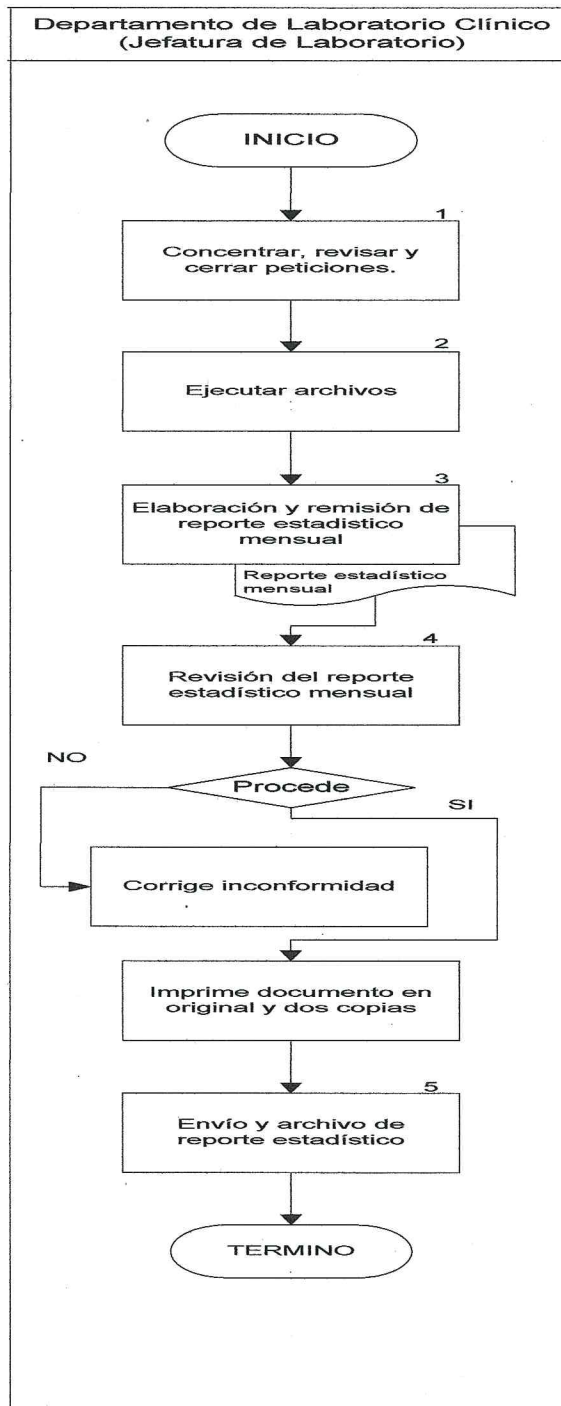 Departamento de Laboratorio Clínico
(Jefatura de Laboratorio)
INICIO
1
Concentrar, revisar y
cerrar peticiones.
2
Ejecutar archivos
3
Elaboración y remisión de
reporte estadistico
mensual
Reporte estadístico
mensual
4
Revisión del reporte
estadístico mensual
NO
Procede
SI
Corrige inconformidad
Imprime documento en
original y dos copias
5
Envío y archivo de
reporte estadístico
TERMINO